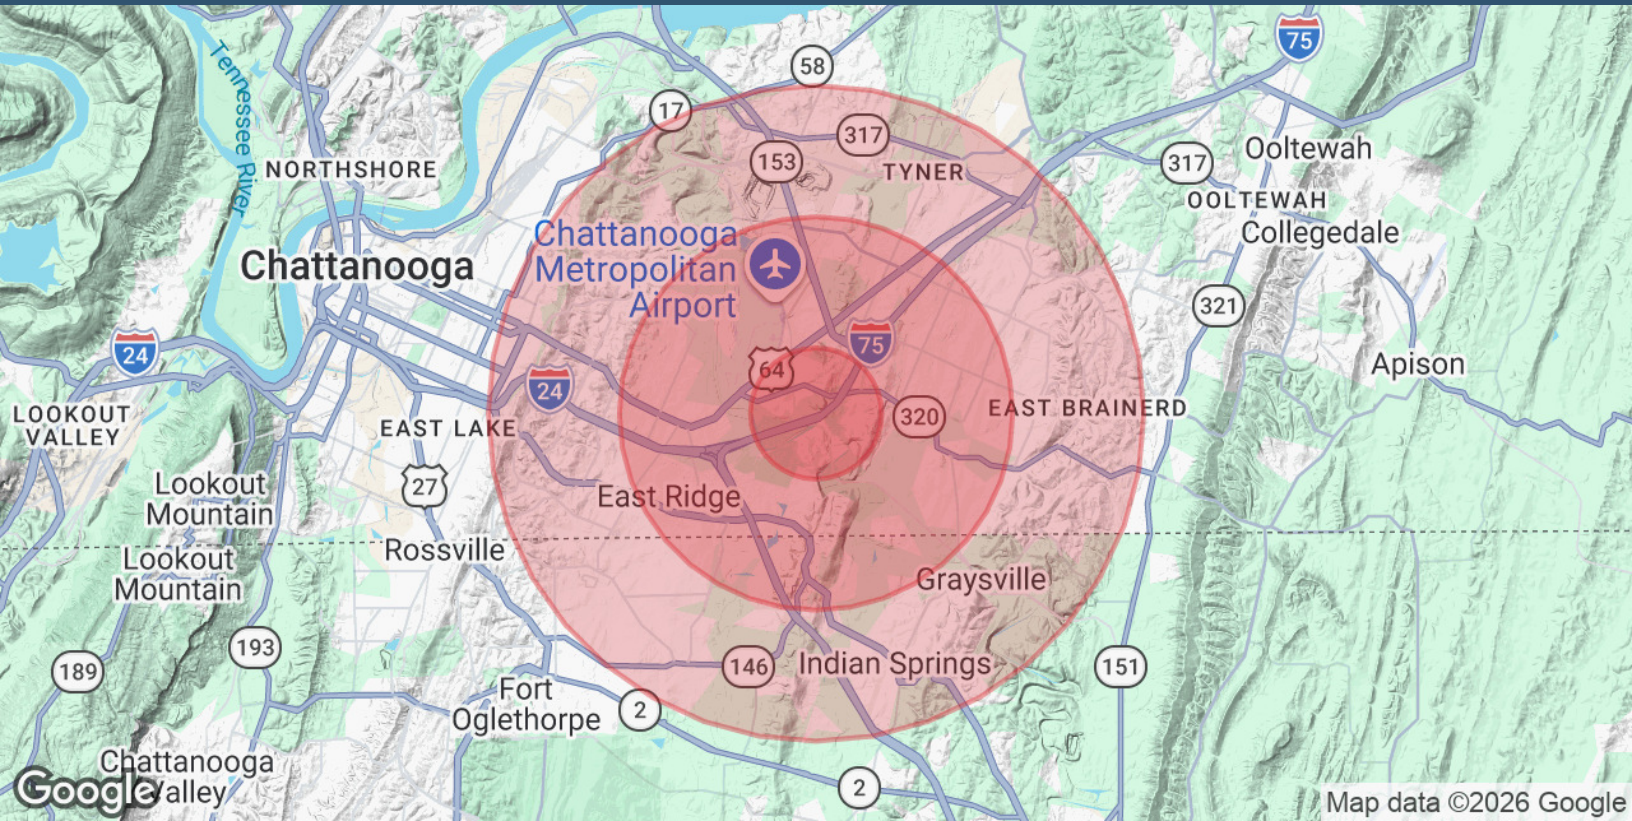 75
58
17
317
153
TYNER
317
Ooltewah
OOLTEWAH
Collegedale
Tennessee River
NORTHSHORE
Chattanooga
Chattanooga
Metropolitan
Airport
321
24
75
64
24
Apison
LOOKOUT
VALLEY
EAST LAKE
320
EAST BRAINERD
27
Lookout
Mountain
East Ridge
Rossville
Lookout
Mountain
Graysville
193
189
146
Indian Springs
151
Fort
Oglethorpe
2
Chattanooga
Valley
Google
2
Map data ©2026 Google